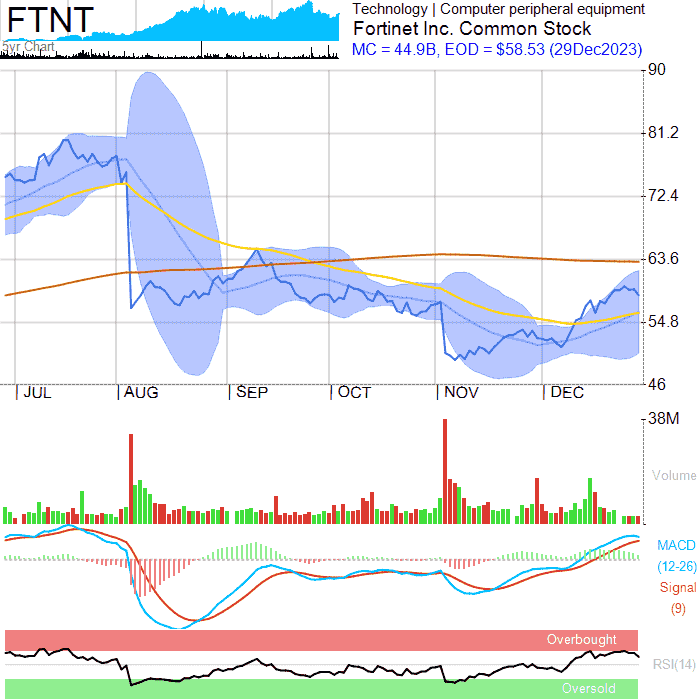 FTNT
5yr Chart
Technology | Computer peripheral equipment
Fortinet Inc. Common Stock
MC = 44.9B, EOD = $58.53 (29Dec2023)
90
81.2
72.4
63.6
54.8
46
JUL AUG SEP OCT NOV DEC
38M
Volume
MACD
(12-26)
Signal
(9)
Overbought
RSI(14)
Oversold